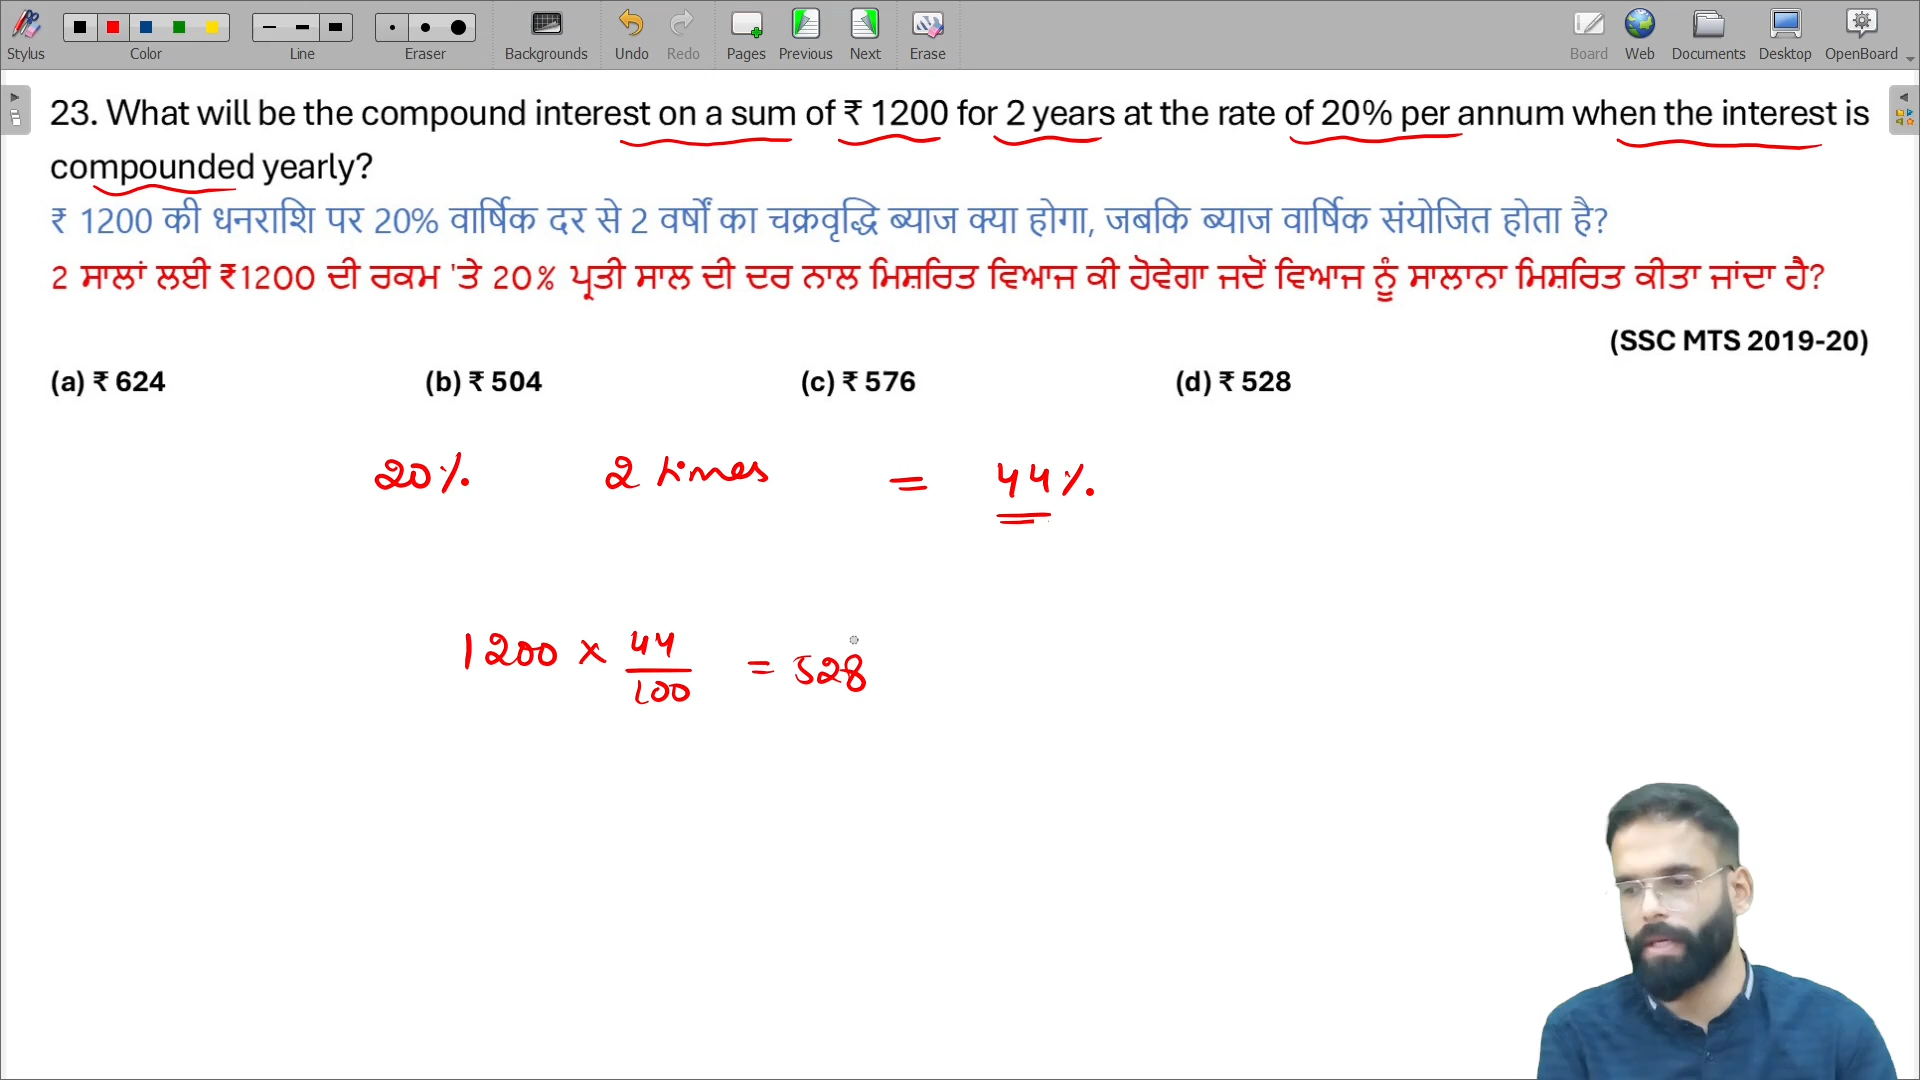 Stylus Color Line Eraser Backgrounds Undo Redo Pages Previous Next Erase Board Web Documents Desktop OpenBoard
23. What will be the compound interest on a sum of ₹ 1200 for 2 years at the rate of 20% per annum when the interest is
compounded yearly?
₹ 1200 की धनराशि पर 20% वार्षिक दर से 2 वर्षों का चक्रवृद्धि ब्याज क्या होगा, जबकि ब्याज वार्षिक संयोजित होता है?
2 ਸਾਲਾਂ ਲਈ ₹1200 ਦੀ ਰਕਮ 'ਤੇ 20% ਪ੍ਰਤੀ ਸਾਲ ਦੀ ਦਰ ਨਾਲ ਮਿਸ਼ਰਿਤ ਵਿਆਜ ਕੀ ਹੋਵੇਗਾ ਜਦੋਂ ਵਿਆਜ ਨੂੰ ਸਾਲਾਨਾ ਮਿਸ਼ਰਿਤ ਕੀਤਾ ਜਾਂਦਾ ਹੈ?
(SSC MTS 2019-20)
(a) ₹ 624 (b) ₹ 504 (c) ₹ 576 (d) ₹ 528
20% 2 times = 44%
1200 × 44/100 = 528